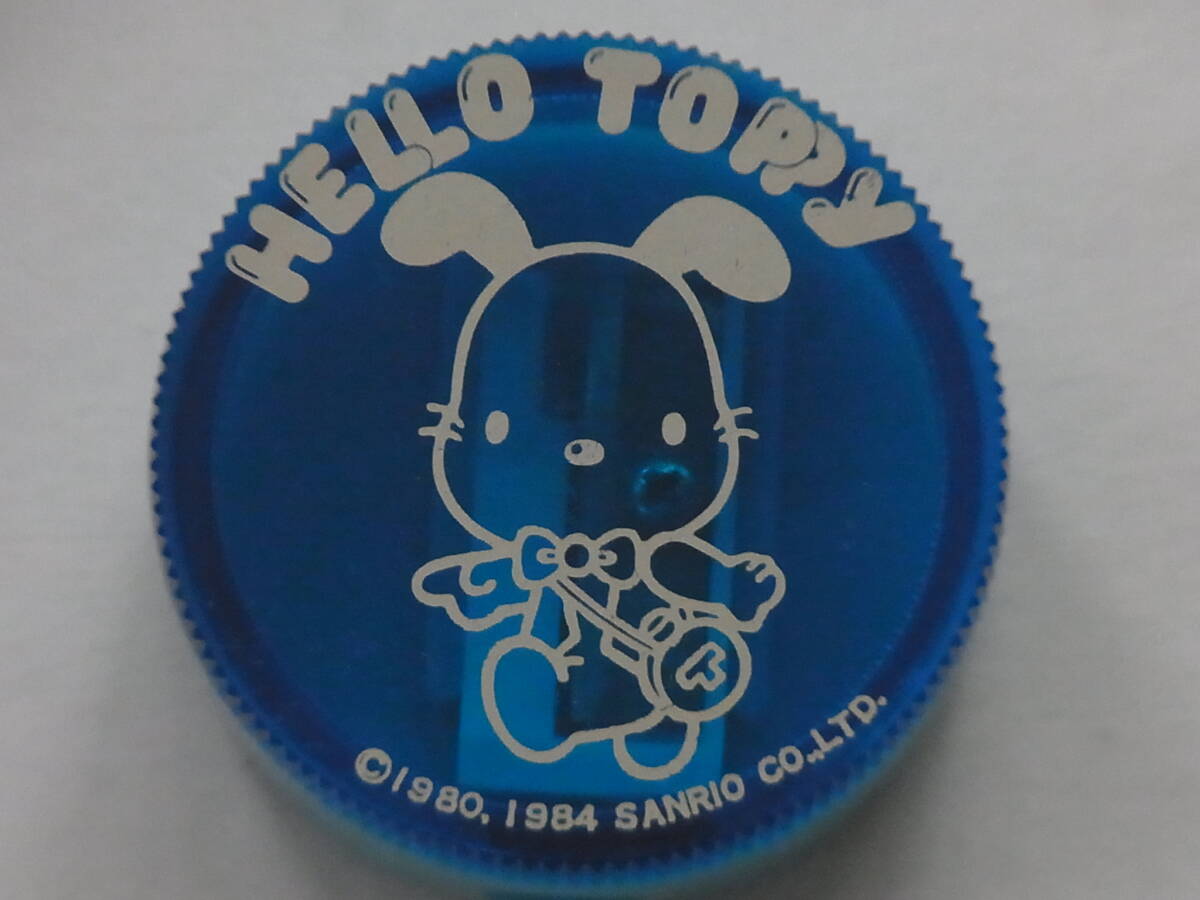 HELLO TOPPY
©1980, 1984 SANRIO CO., LTD.